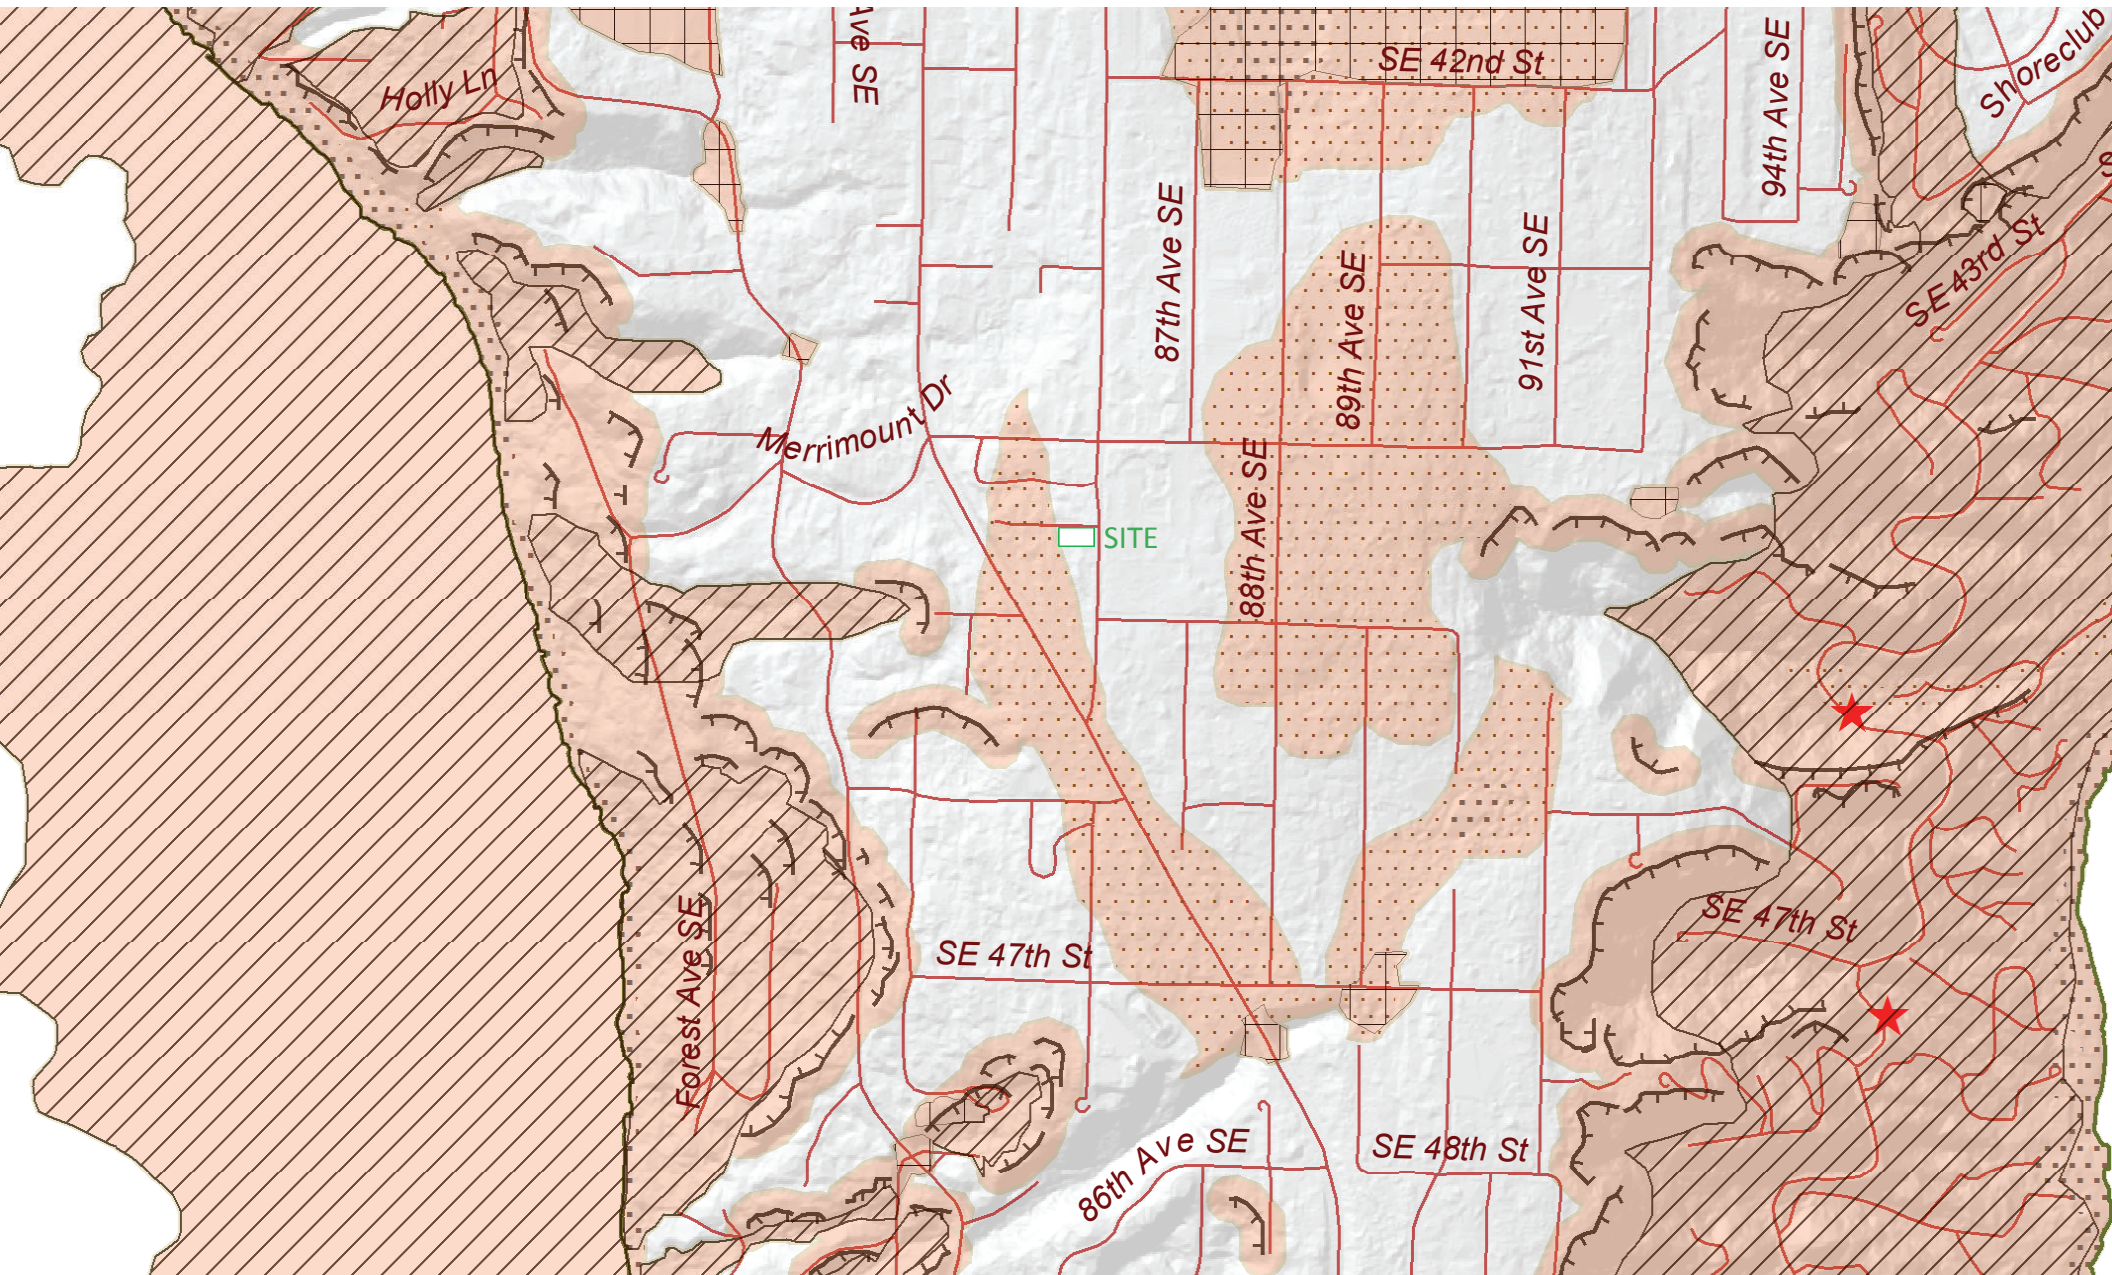 Holly Ln
Ave SE
SE 42nd St
94th Ave SE
Shoreclub
87th Ave SE
89th Ave SE
91st Ave SE
SE 43rd St
S
Merrimount Dr
88th Ave SE
SITE
Forest Ave SE
SE 47th St
SE 47th St
86th Ave SE
SE 48th St